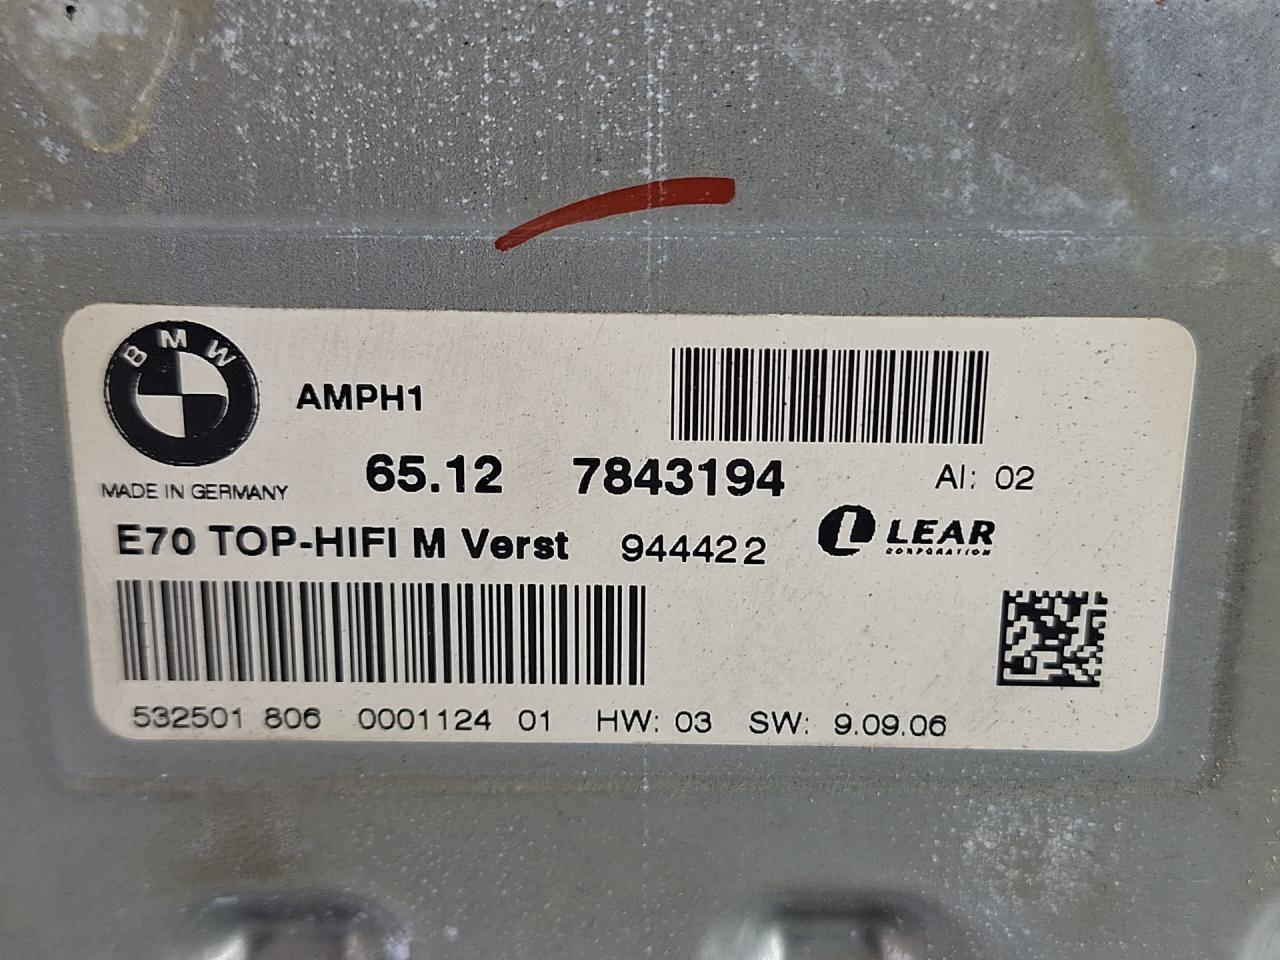 BMW
AMPH1
65.12 7843194 AI: 02
MADE IN GERMANY
E70 TOP-HIFI M Verst 944422 LEAR
CORPORATION
532501 806 0001124 01 HW: 03 SW: 9.09.06